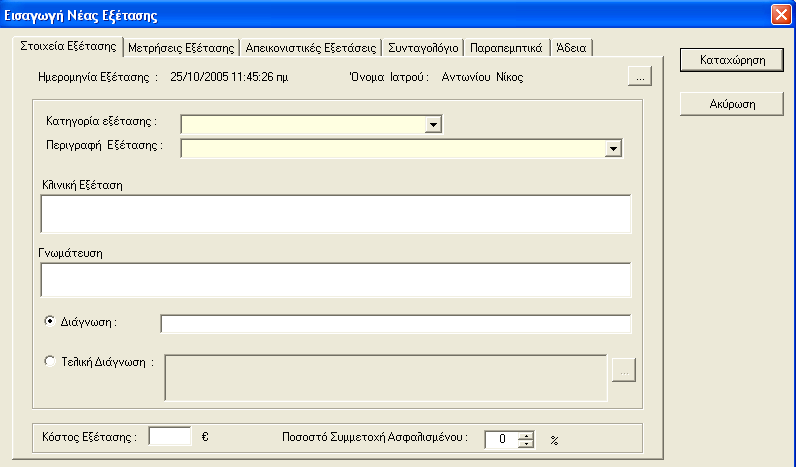 Εισαγωγή Νέας Εξέτασης
Στοιχεία Εξέτασης Μετρήσεις Εξέτασης Απεικονιστικές Εξετάσεις Συνταγολόγιο Παραπεμπτικά Άδεια
Ημερομηνία Εξέτασης : 25/10/2005 11:45:26 πμ Όνομα Ιατρού : Αντωνίου Νίκος ...
Καταχώρηση
Ακύρωση
Κατηγορία εξέτασης :
Περιγραφή Εξέτασης :
Κλινική Εξέταση
Γνωμάτευση
Διάγνωση :
Τελική Διάγνωση : ...
Κόστος Εξέτασης : € Ποσοστό Συμμετοχή Ασφαλισμένου : 0 %